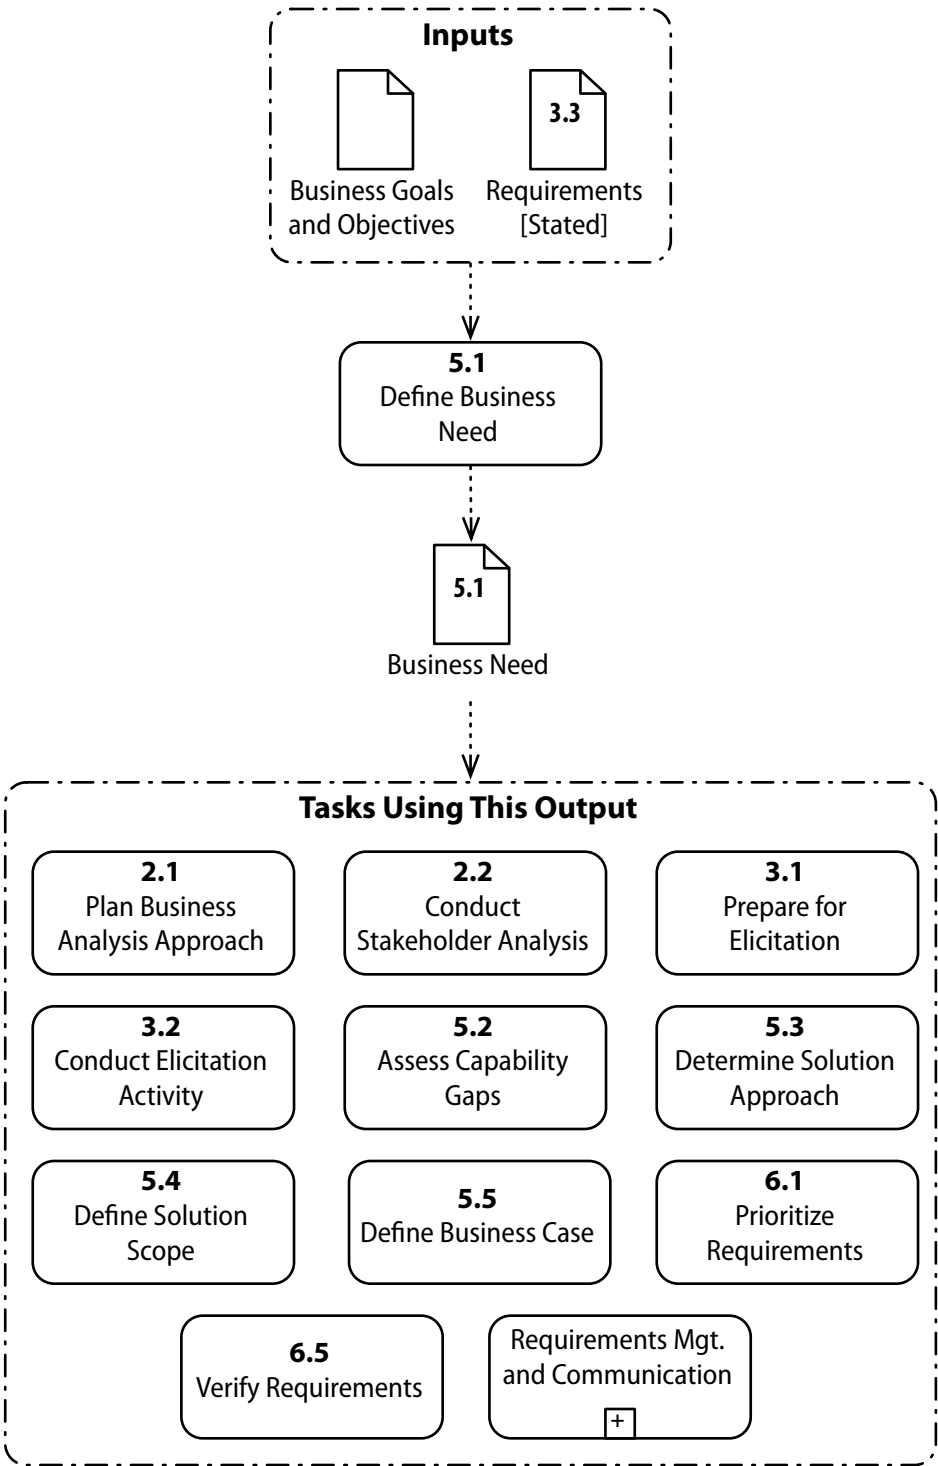 Inputs
3.3
Business Goals
and Objectives
Requirements
[Stated]
5.1
Define Business
Need
5.1
Business Need
Tasks Using This Output
2.1
Plan Business
Analysis Approach
2.2
Conduct
Stakeholder Analysis
3.1
Prepare for
Elicitation
3.2
Conduct Elicitation
Activity
5.2
Assess Capability
Gaps
5.3
Determine Solution
Approach
5.4
Define Solution
Scope
5.5
Define Business Case
6.1
Prioritize
Requirements
6.5
Verify Requirements
Requirements Mgt.
and Communication
+